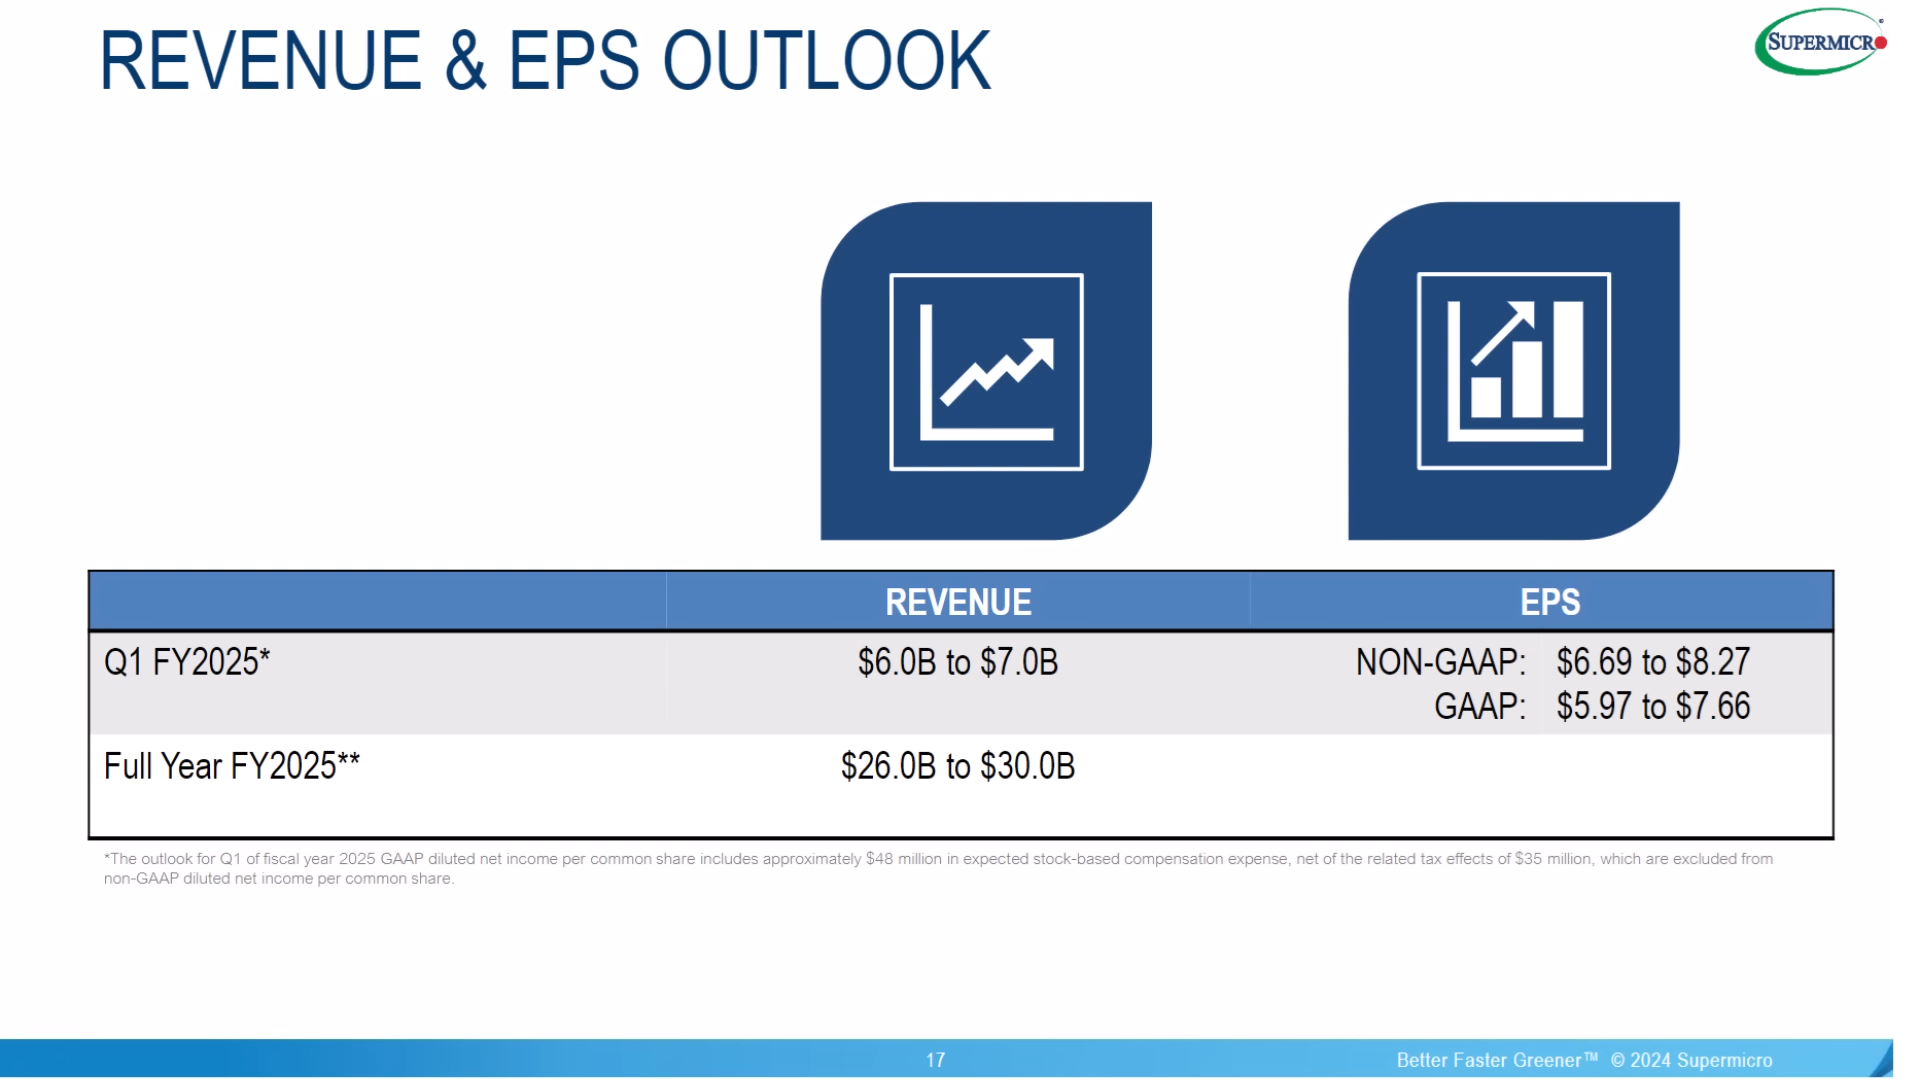 REVENUE & EPS OUTLOOK
SUPERMICR
®
REVENUE EPS
Q1 FY2025* $6.0B to $7.0B NON-GAAP: $6.69 to $8.27
GAAP: $5.97 to $7.66
Full Year FY2025** $26.0B to $30.0B
*The outlook for Q1 of fiscal year 2025 GAAP diluted net income per common share includes approximately $48 million in expected stock-based compensation expense, net of the related tax effects of $35 million, which are excluded from
non-GAAP diluted net income per common share.
17 Better Faster Greener™ © 2024 Supermicro